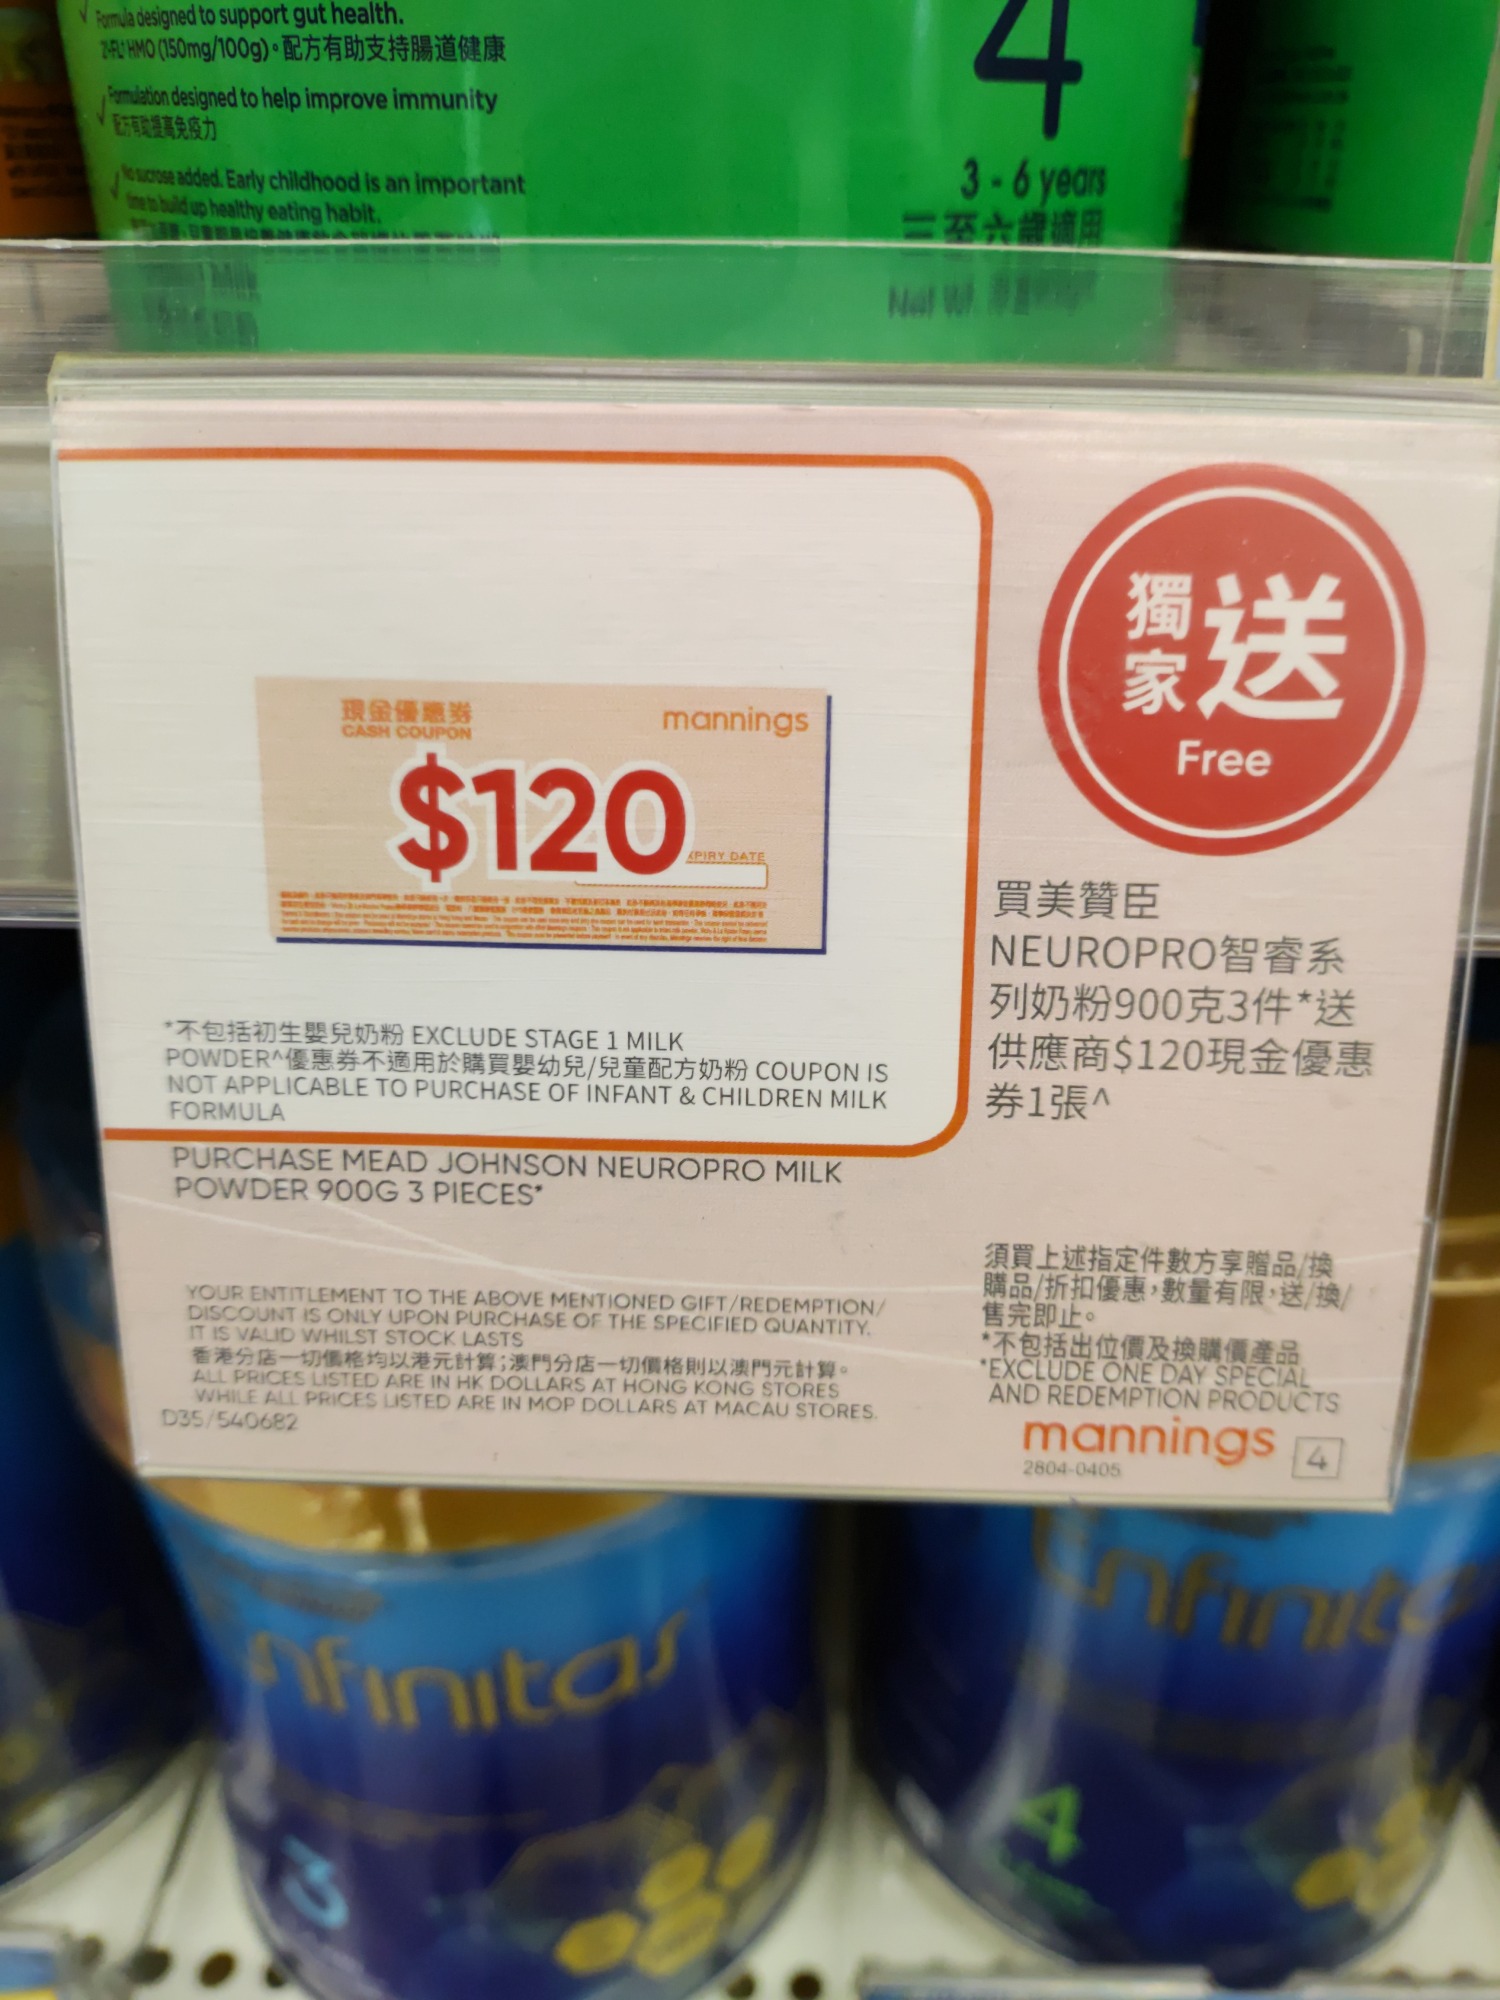 Formula designed to support gut health.
2'-FL HMO (150mg/100g)。配方有助支持腸道健康
Formulation designed to help improve immunity
配方有助提高免疫力
No sucrose added. Early childhood is an important
time to build up healthy eating habit.
4
3 - 6 years
三至六歲適用
現金優惠券
CASH COUPON
mannings
$120
XPIRY DATE
獨家送
Free
買美贊臣
NEUROPRO智睿系
列奶粉900克3件*送
供應商$120現金優惠
券1張^
*不包括初生嬰兒奶粉 EXCLUDE STAGE 1 MILK
POWDER^優惠券不適用於購買嬰幼兒/兒童配方奶粉 COUPON IS
NOT APPLICABLE TO PURCHASE OF INFANT & CHILDREN MILK
FORMULA
PURCHASE MEAD JOHNSON NEUROPRO MILK
POWDER 900G 3 PIECES*
YOUR ENTITLEMENT TO THE ABOVE MENTIONED GIFT/REDEMPTION/
DISCOUNT IS ONLY UPON PURCHASE OF THE SPECIFIED QUANTITY.
IT IS VALID WHILST STOCK LASTS
香港分店一切價格均以港元計算;澳門分店一切價格則以澳門元計算。
ALL PRICES LISTED ARE IN HK DOLLARS AT HONG KONG STORES
WHILE ALL PRICES LISTED ARE IN MOP DOLLARS AT MACAU STORES.
D35/540682
須買上述指定件數方享贈品/換
購品/折扣優惠,數量有限,送/換/
售完即止。
*不包括出位價及換購價產品
*EXCLUDE ONE DAY SPECIAL
AND REDEMPTION PRODUCTS
mannings
2804-0405
4
enfinitas
3
enfinitas
4